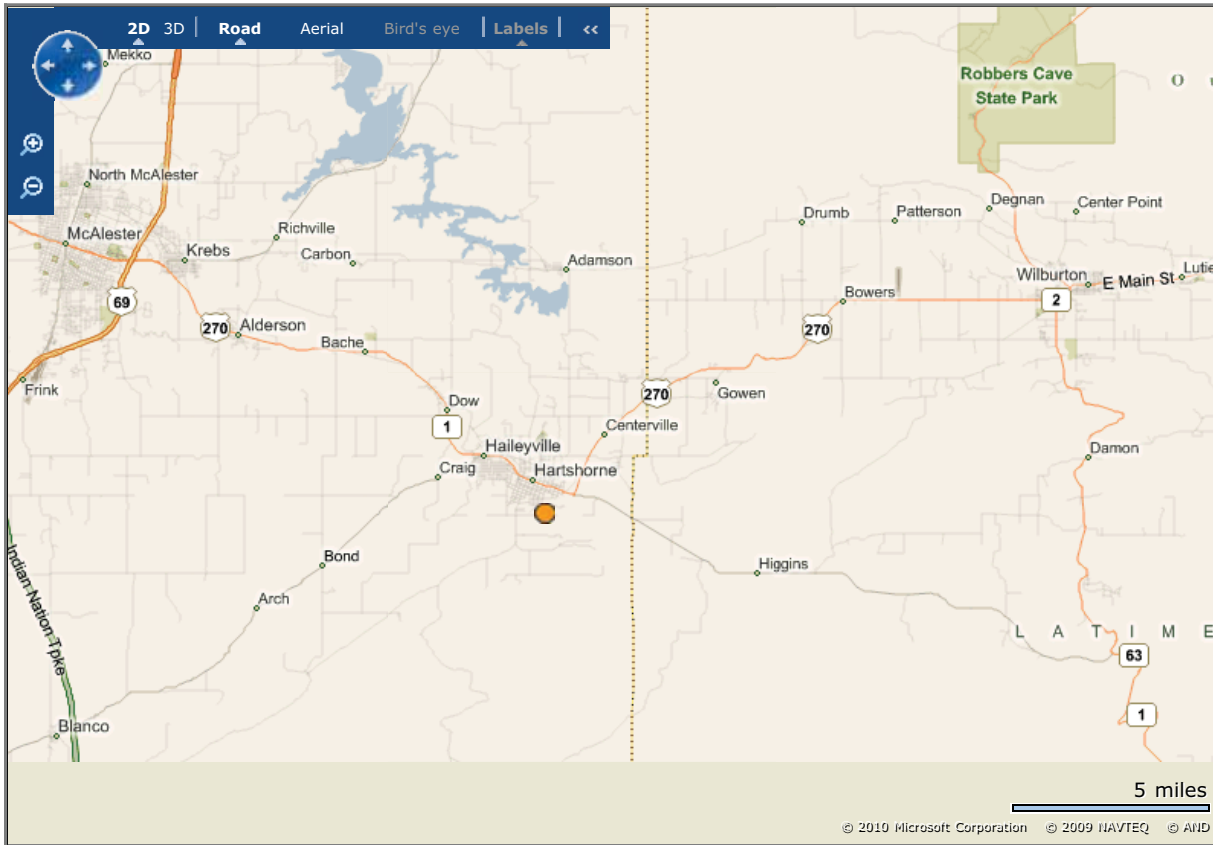 2D 3D Road Aerial Bird's eye Labels <<
Mekko
Robbers Cave
State Park
O
North McAlester
McAlester
Krebs
Richville
Carbon
Adamson
Drumb
Patterson
Degnan
Center Point
Wilburton
E Main St
2
69
270
Alderson
Bache
Bowers
270
Frink
Dow
1
270
Gowen
Centerville
Haileyville
Craig
Hartshorne
Damon
Indian Nation Tpke
Bond
Higgins
Arch
L A T I M E
63
1
Blanco
5 miles
© 2010 Microsoft Corporation © 2009 NAVTEQ © AND